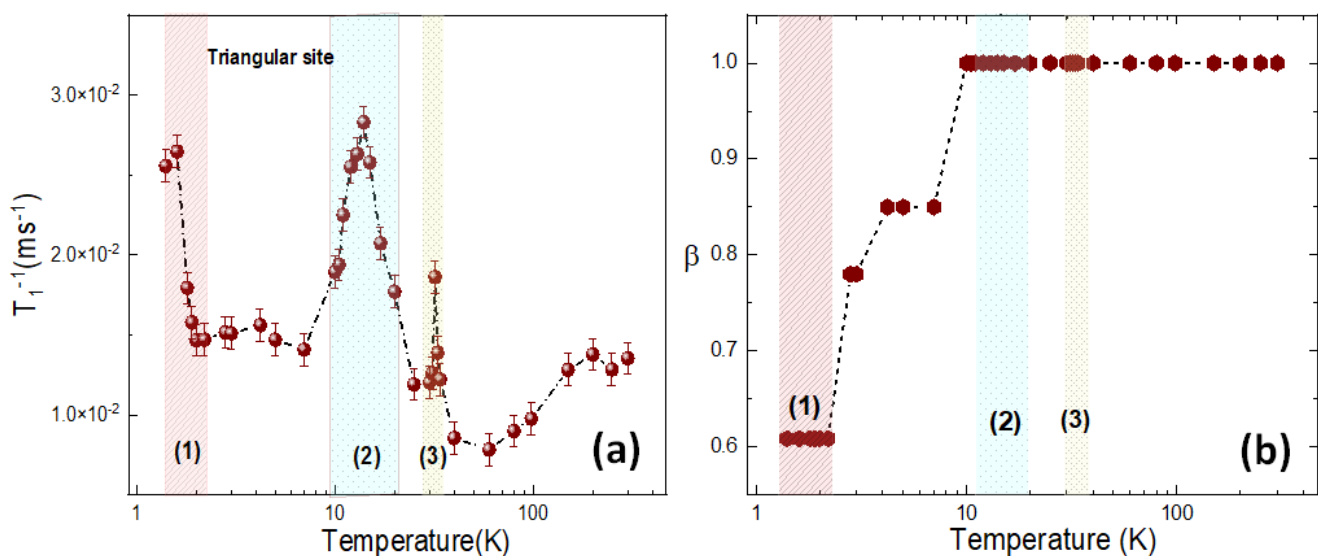 Triangular site
T₁⁻¹(ms⁻¹)
3.0×10⁻²
2.0×10⁻²
1.0×10⁻²
(1)
(2)
(3)
(a)
1
10
100
Temperature(K)
β
1.0
0.9
0.8
0.7
0.6
(1)
(2)
(3)
(b)
1
10
100
Temperature (K)